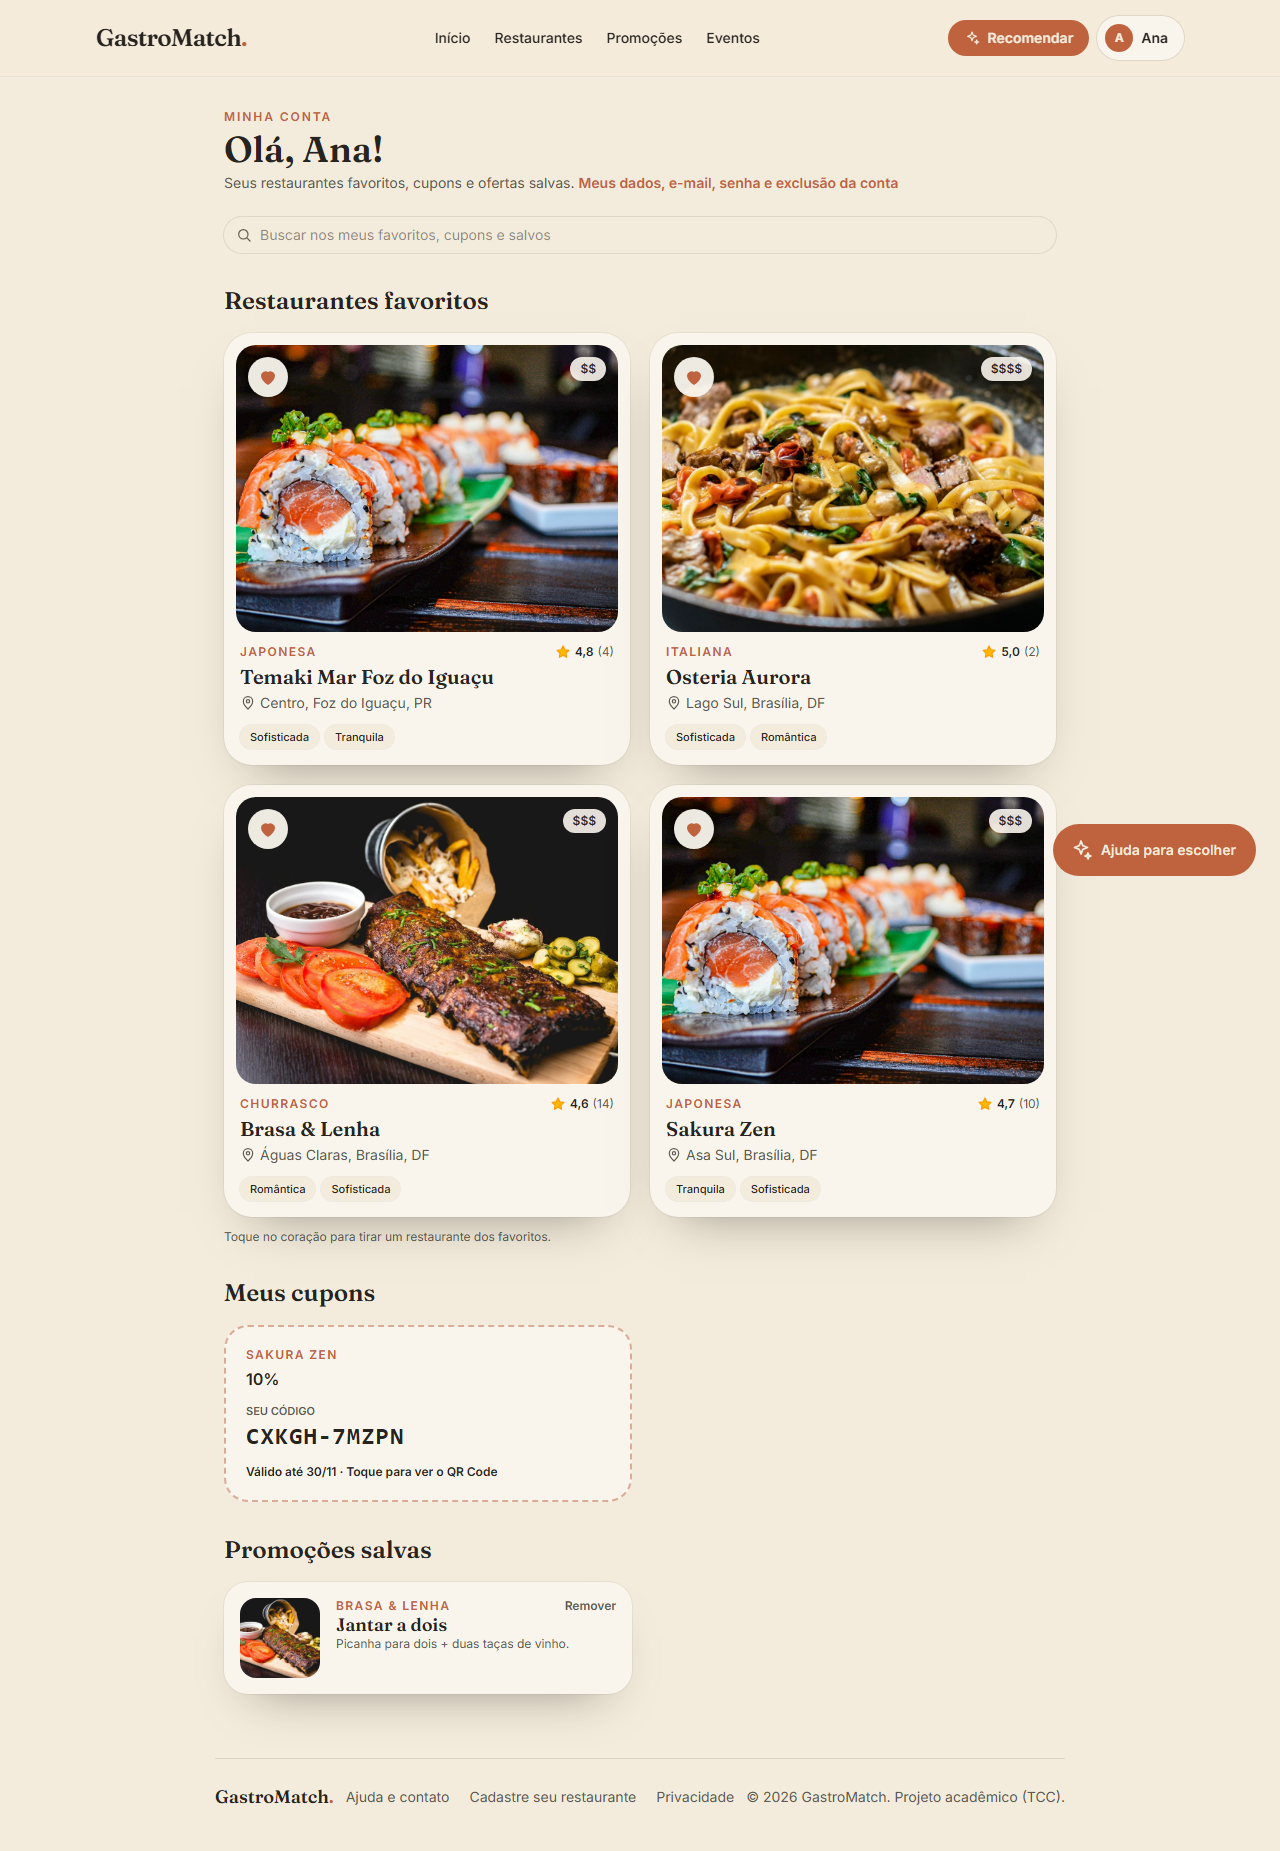 GastroMatch.
Início
Restaurantes
Promoções
Eventos
Recomendar
A
Ana
MINHA CONTA
Olá, Ana!
Seus restaurantes favoritos, cupons e ofertas salvas. Meus dados, e-mail, senha e exclusão da conta
Buscar nos meus favoritos, cupons e salvos
Restaurantes favoritos
$$
JAPONESA
4,8 (4)
Temaki Mar Foz do Iguaçu
Centro, Foz do Iguaçu, PR
Sofisticada
Tranquila
$$$$
ITALIANA
5,0 (2)
Osteria Aurora
Lago Sul, Brasília, DF
Sofisticada
Romântica
$$$
CHURRASCO
4,6 (14)
Brasa & Lenha
Águas Claras, Brasília, DF
Romântica
Sofisticada
$$$
JAPONESA
4,7 (10)
Sakura Zen
Asa Sul, Brasília, DF
Tranquila
Sofisticada
Ajuda para escolher
Toque no coração para tirar um restaurante dos favoritos.
Meus cupons
SAKURA ZEN
10%
SEU CÓDIGO
CXKGH-7MZPN
Válido até 30/11 · Toque para ver o QR Code
Promoções salvas
BRASA & LENHA
Remover
Jantar a dois
Picanha para dois + duas taças de vinho.
GastroMatch.
Ajuda e contato
Cadastre seu restaurante
Privacidade
© 2026 GastroMatch. Projeto acadêmico (TCC).